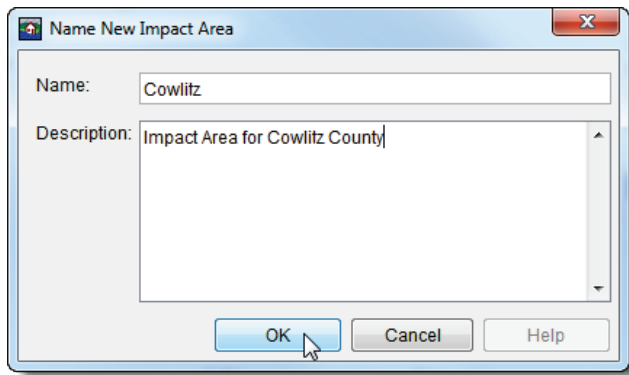 Name New Impact Area
Name: Cowlitz
Description: Impact Area for Cowlitz County
OK Cancel Help